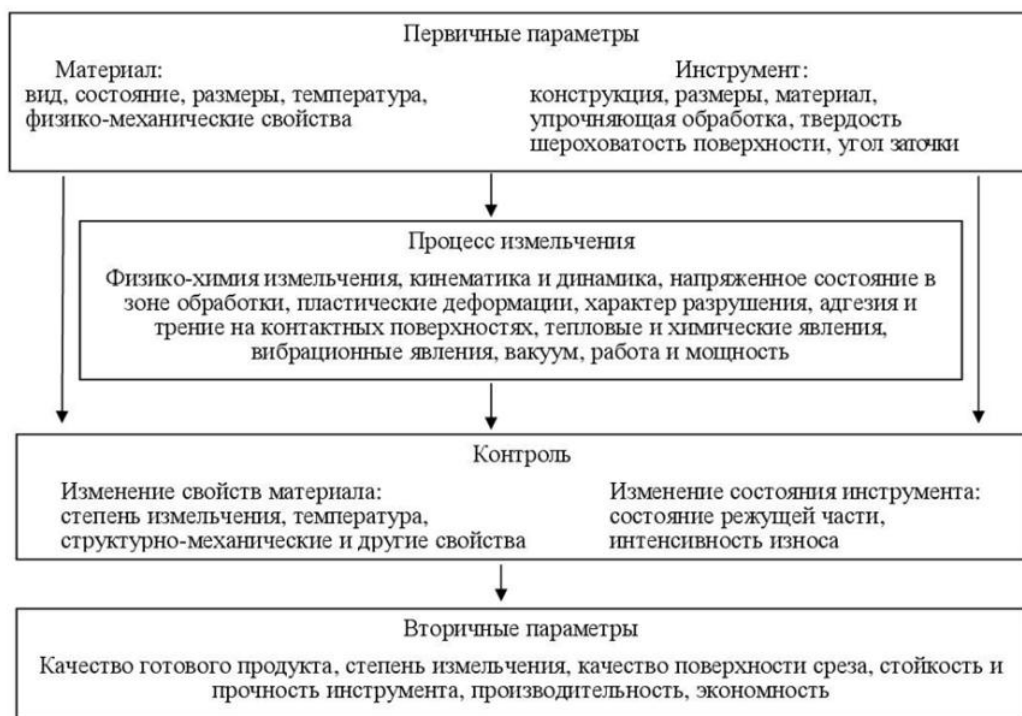 Первичные параметры
Материал:
вид, состояние, размеры, температура,
физико-механические свойства
Инструмент:
конструкция, размеры, материал,
упрочняющая обработка, твердость
шероховатость поверхности, угол заточки
Процесс измельчения
Физико-химия измельчения, кинематика и динамика, напряженное состояние в
зоне обработки, пластические деформации, характер разрушения, адгезия и
трение на контактных поверхностях, тепловые и химические явления,
вибрационные явления, вакуум, работа и мощность
Контроль
Изменение свойств материала:
степень измельчения, температура,
структурно-механические и другие свойства
Изменение состояния инструмента:
состояние режущей части,
интенсивность износа
Вторичные параметры
Качество готового продукта, степень измельчения, качество поверхности среза, стойкость и
прочность инструмента, производительность, экономность